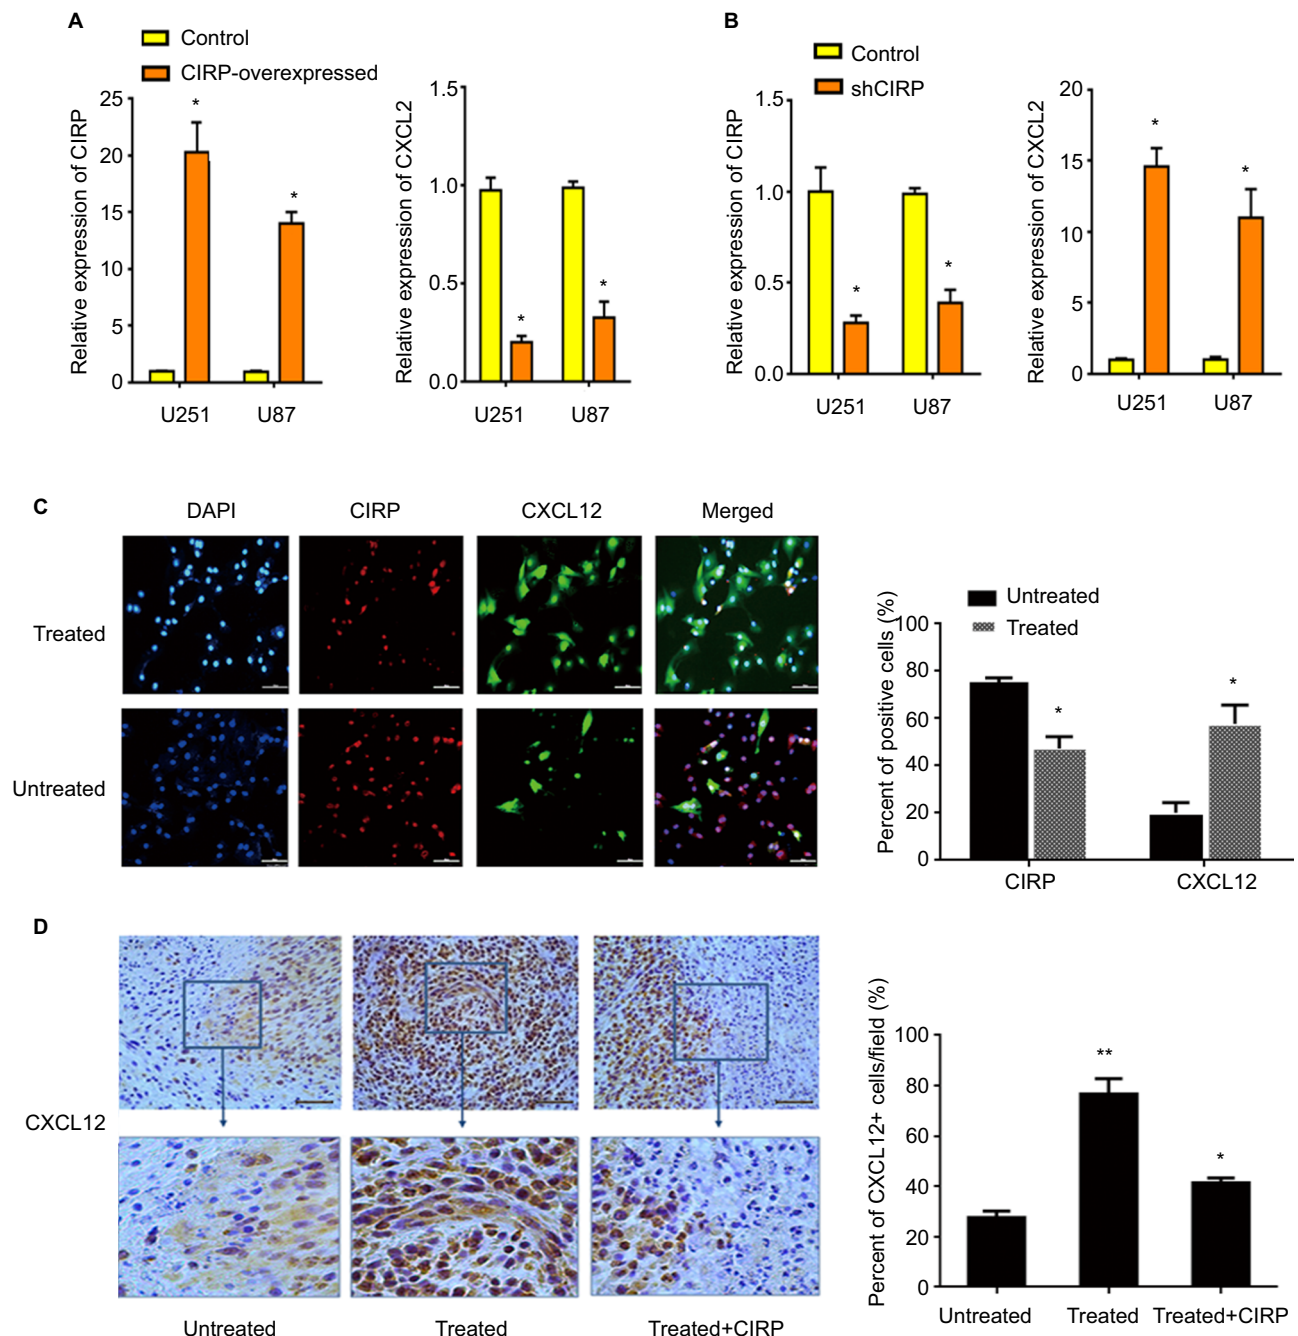 A
Control
CIRP-overexpressed
Relative expression of CIRP
25
20
15
10
5
0
*
*
U251
U87
Relative expression of CXCL2
1.5
1.0
0.5
0.0
*
*
U251
U87
B
Control
shCIRP
Relative expression of CIRP
1.5
1.0
0.5
0.0
*
*
U251
U87
Relative expression of CXCL2
20
15
10
5
0
*
*
U251
U87
C
DAPI
CIRP
CXCL12
Merged
Treated
Untreated
Untreated
Treated
Percent of positive cells (%)
100
80
60
40
20
0
*
*
CIRP
CXCL12
D
CXCL12
Untreated
Treated
Treated+CIRP
Percent of CXCL12+ cells/field (%)
100
80
60
40
20
0
**
*
Untreated
Treated
Treated+CIRP